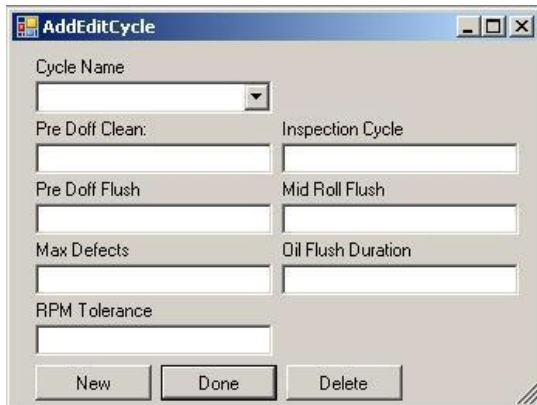 AddEditCycle
Cycle Name
Pre Doff Clean: Inspection Cycle
Pre Doff Flush Mid Roll Flush
Max Defects Oil Flush Duration
RPM Tolerance
New Done Delete